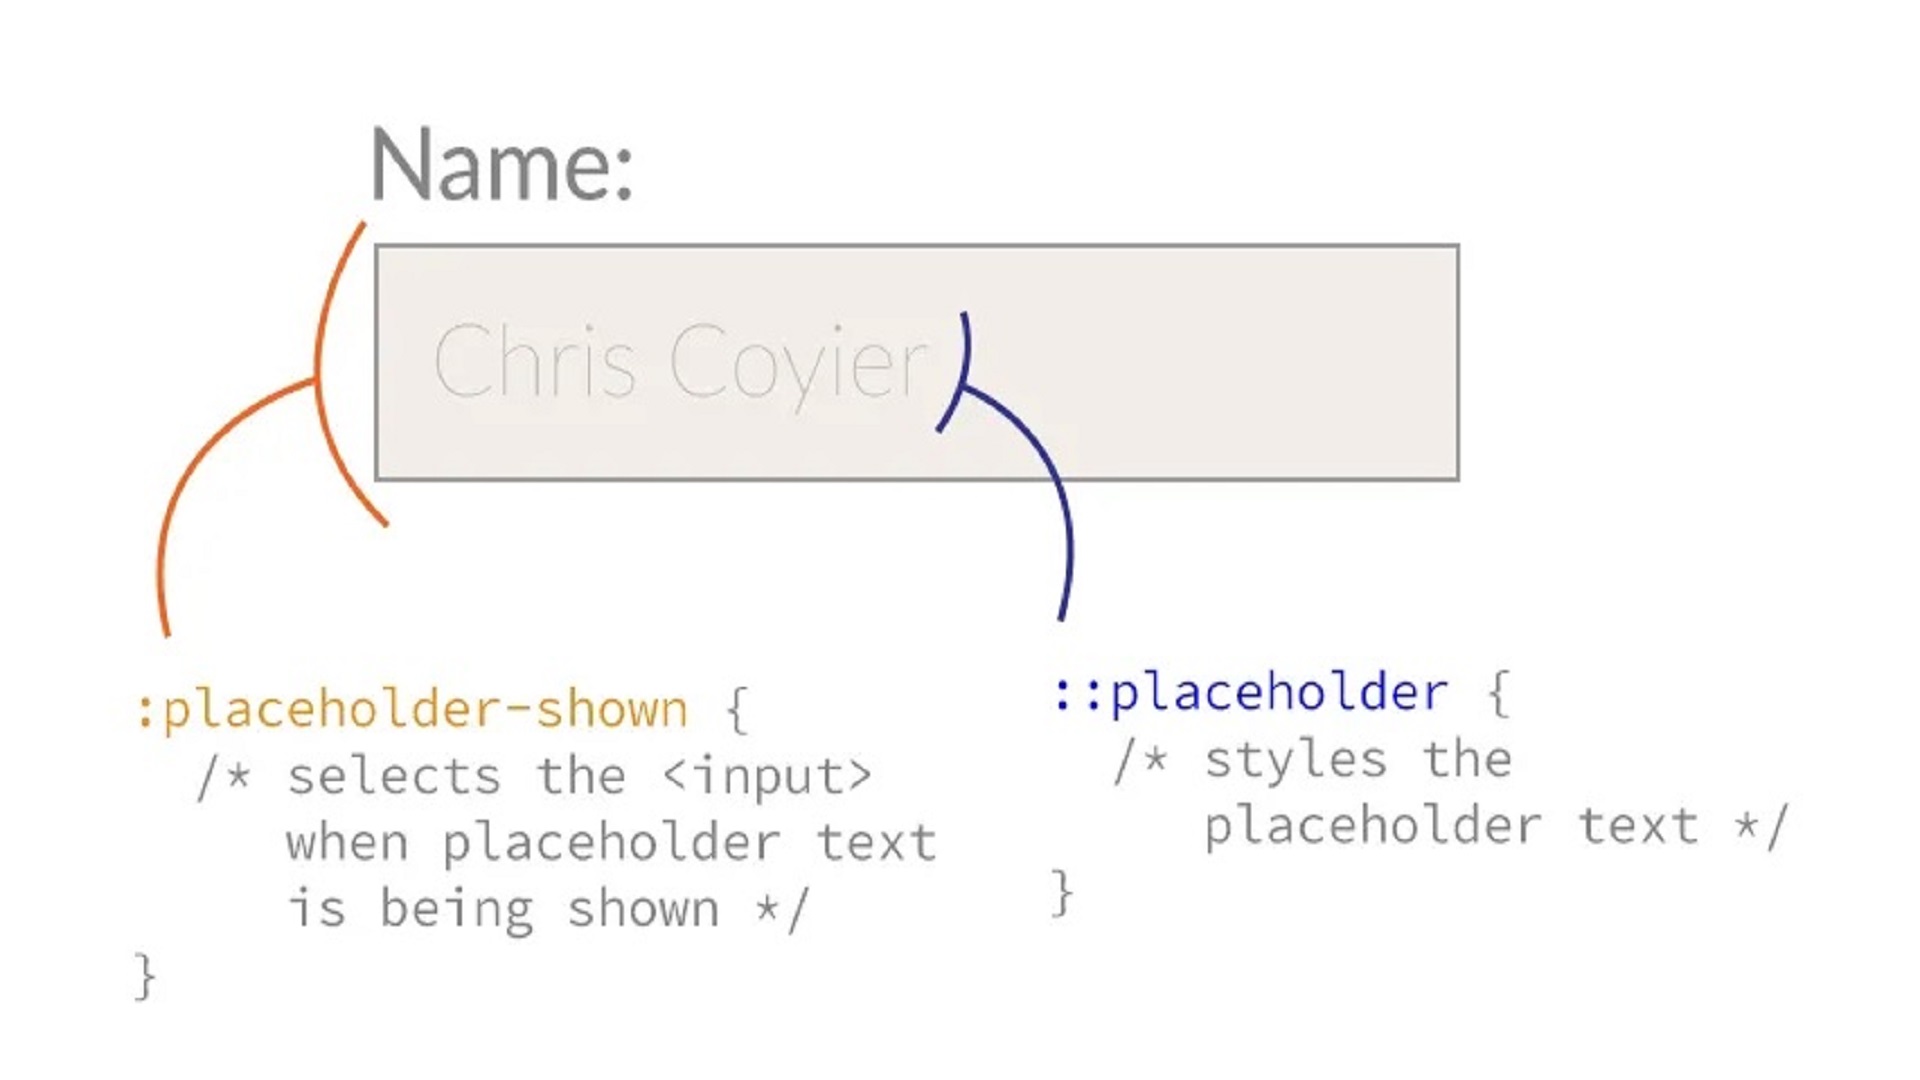 Name:
Chris Coyier
:placeholder-shown {
/* selects the <input>
when placeholder text
is being shown */
}
::placeholder {
/* styles the
placeholder text */
}